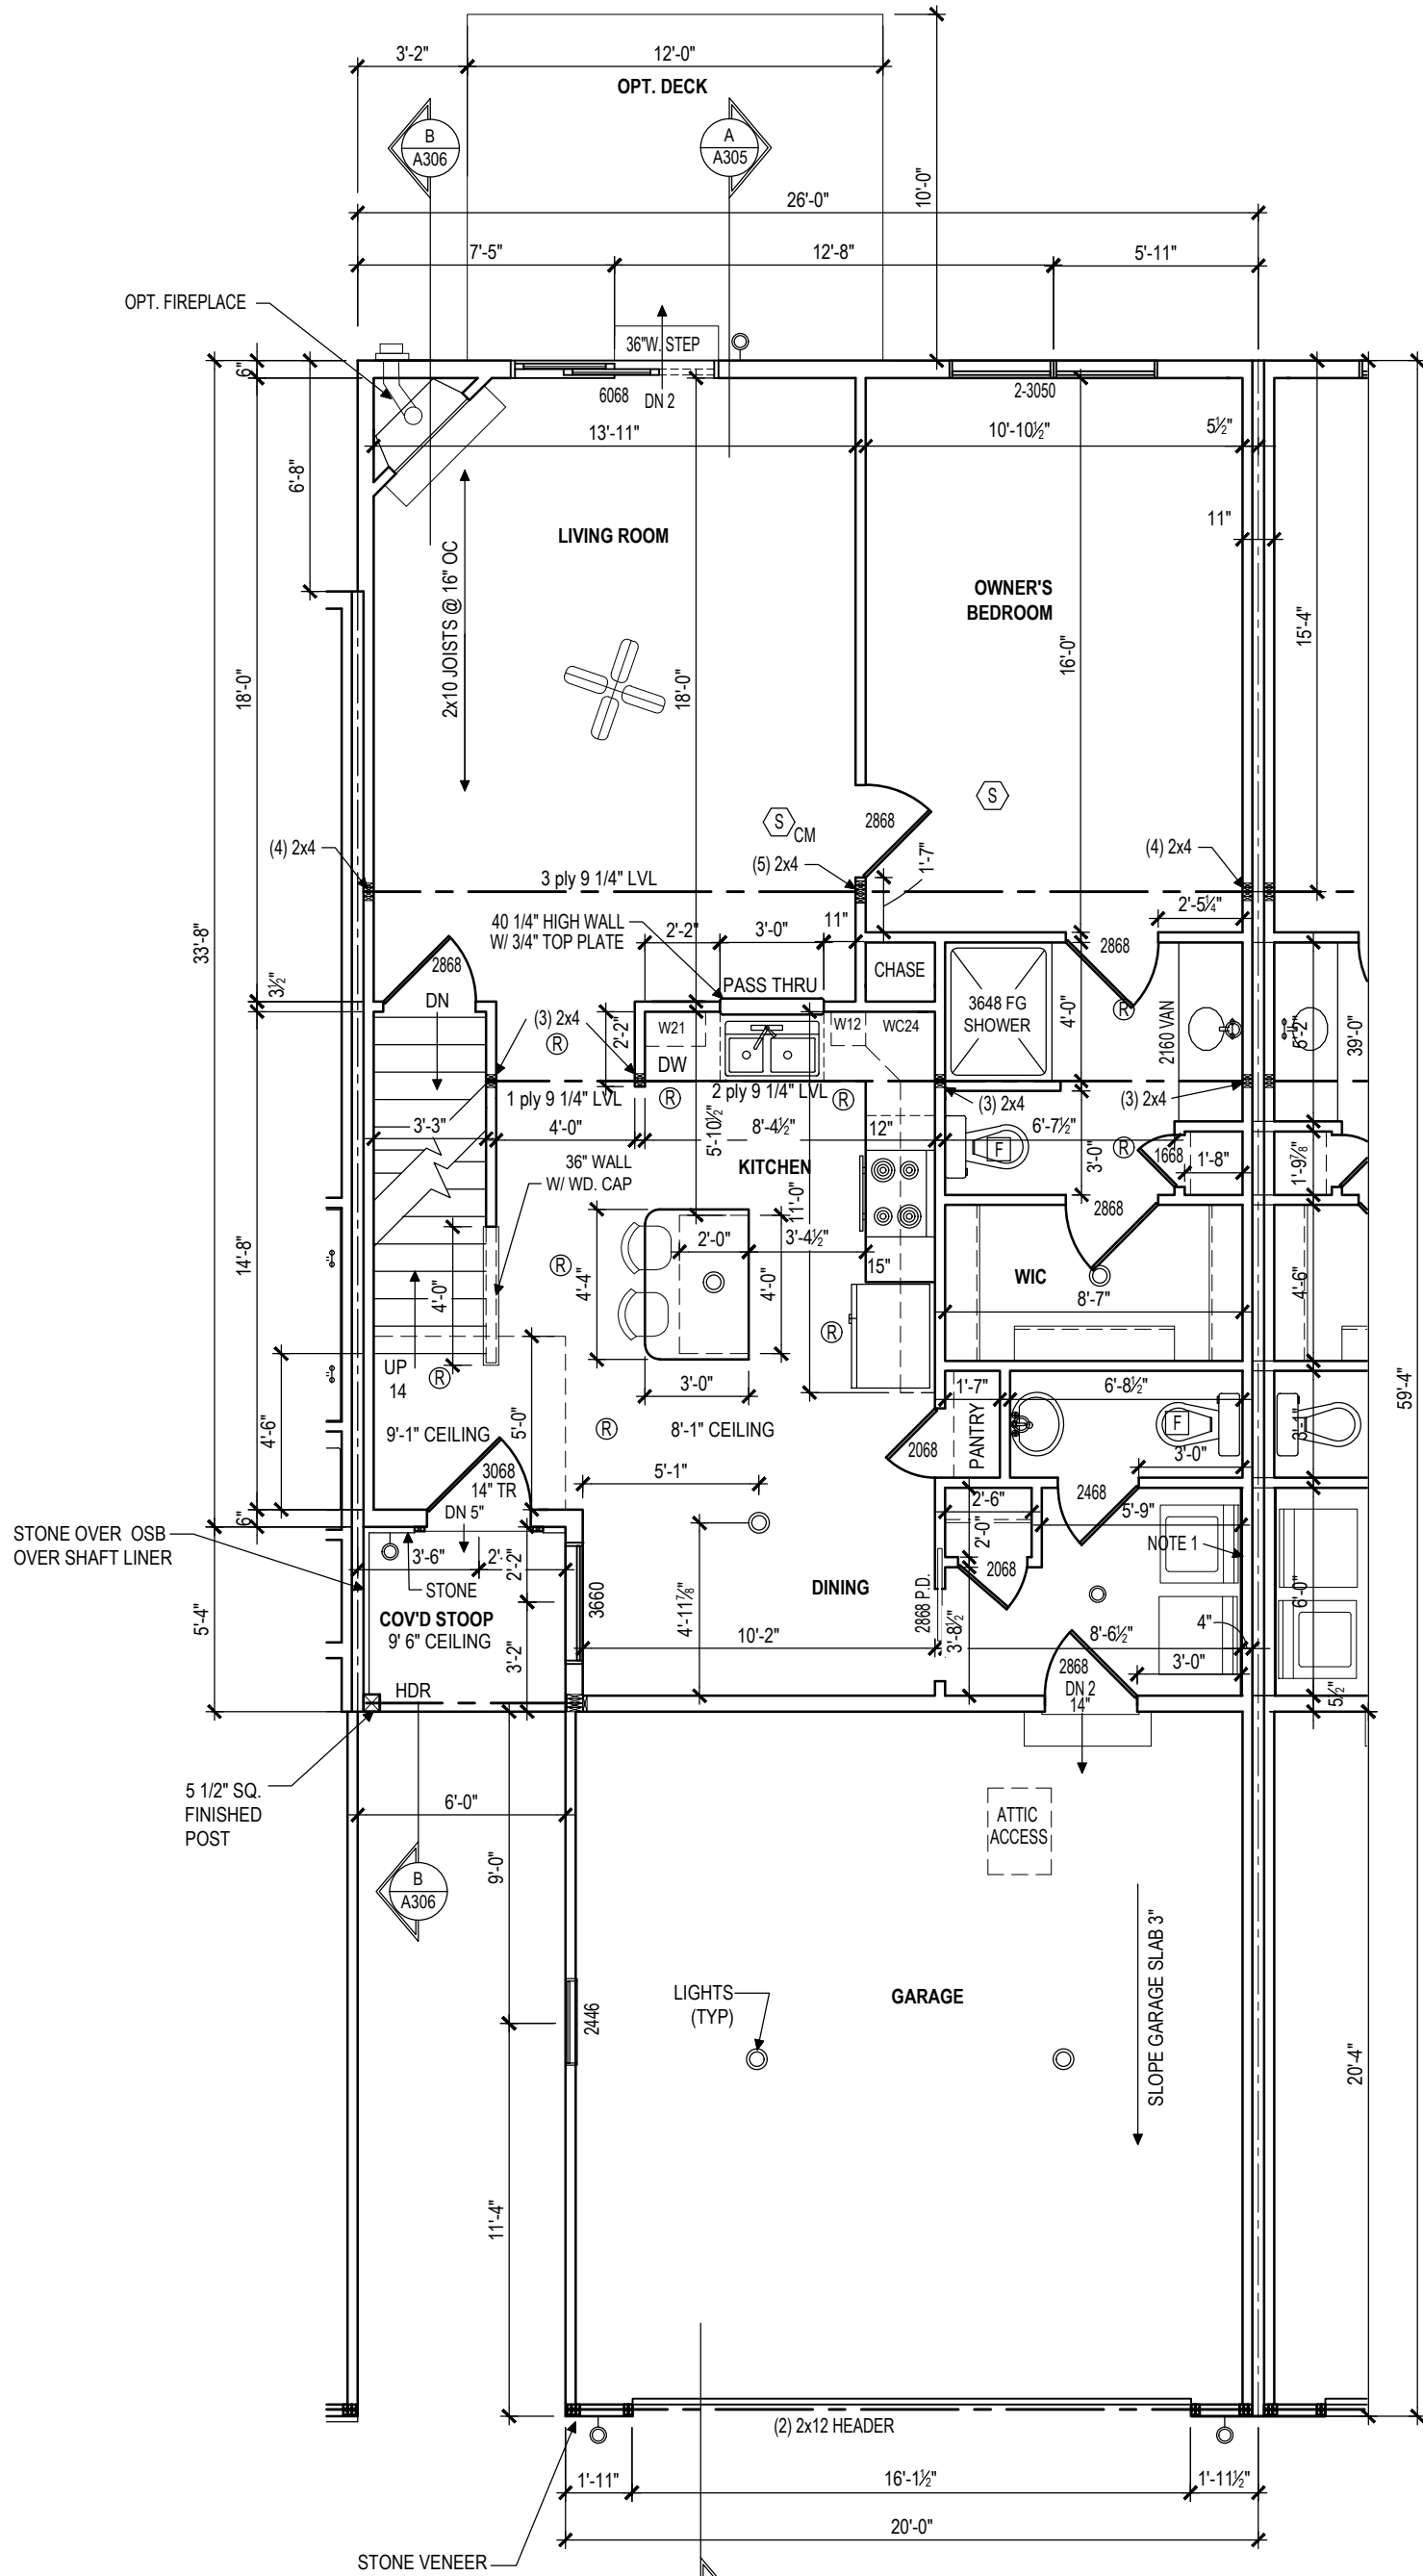 3'-2"
12'-0"
OPT. DECK
B
A306
A
A305
10'-0"
26'-0"
7'-5"
12'-8"
5'-11"
OPT. FIREPLACE
36"W. STEP
6"
6068
DN 2
2-3050
13'-11"
10'-10½"
5½"
6'-8"
11"
LIVING ROOM
2x10 JOISTS @ 16" OC
OWNER'S
BEDROOM
15'-4"
16'-0"
18'-0"
18'-0"
S
S
CM
2868
(4) 2x4
(5) 2x4
1'-7"
(4) 2x4
3 ply 9 1/4" LVL
2'-5¼"
40 1/4" HIGH WALL
W/ 3/4" TOP PLATE
2'-2"
3'-0"
11"
33'-8"
2868
2868
CHASE
3½"
DN
PASS THRU
3648 FG
SHOWER
4'-0"
R
2160 VAN
5'-2"
39'-0"
(3) 2x4
R
2'-2"
W21
DW
W12
WC24
1 ply 9 1/4" LVL
R
2 ply 9 1/4" LVL
R
(3) 2x4
(3) 2x4
3'-3"
4'-0"
5'-10½"
8'-4½"
12"
6'-7½"
F
3'-0"
R
1668
1'-8"
1'-9⅞"
36" WALL
W/ WD. CAP
KITCHEN
11'-0"
2868
2'-0"
3'-4½"
14'-8"
4'-0"
R
4'-4"
4'-0"
15"
WIC
8'-7"
4'-6"
R
3'-0"
UP
14
R
59'-4"
1'-7"
6'-8½"
4'-6"
9'-1" CEILING
5'-0"
R
8'-1" CEILING
2068
PANTRY
F
3'-1"
3'-0"
3068
14" TR
DN 5"
5'-1"
2'-6"
2468
5'-9"
6"
STONE OVER OSB
OVER SHAFT LINER
3'-6"
2'-
2'-2"
2'-0"
NOTE 1
STONE
COV'D STOOP
9' 6" CEILING
3660
DINING
2068
2868 P.D.
6'-0"
5'-4"
4'-11⅞"
3'-8½"
3'-2"
10'-2"
8'-6½"
4"
2868
DN 2
14"
3'-0"
5½"
HDR
5 1/2" SQ.
FINISHED
POST
6'-0"
ATTIC
ACCESS
B
A306
9'-0"
SLOPE GARAGE SLAB 3"
LIGHTS
(TYP)
GARAGE
2446
20'-4"
11'-4"
(2) 2x12 HEADER
1'-11"
16'-1½"
1'-11½"
20'-0"
STONE VENEER